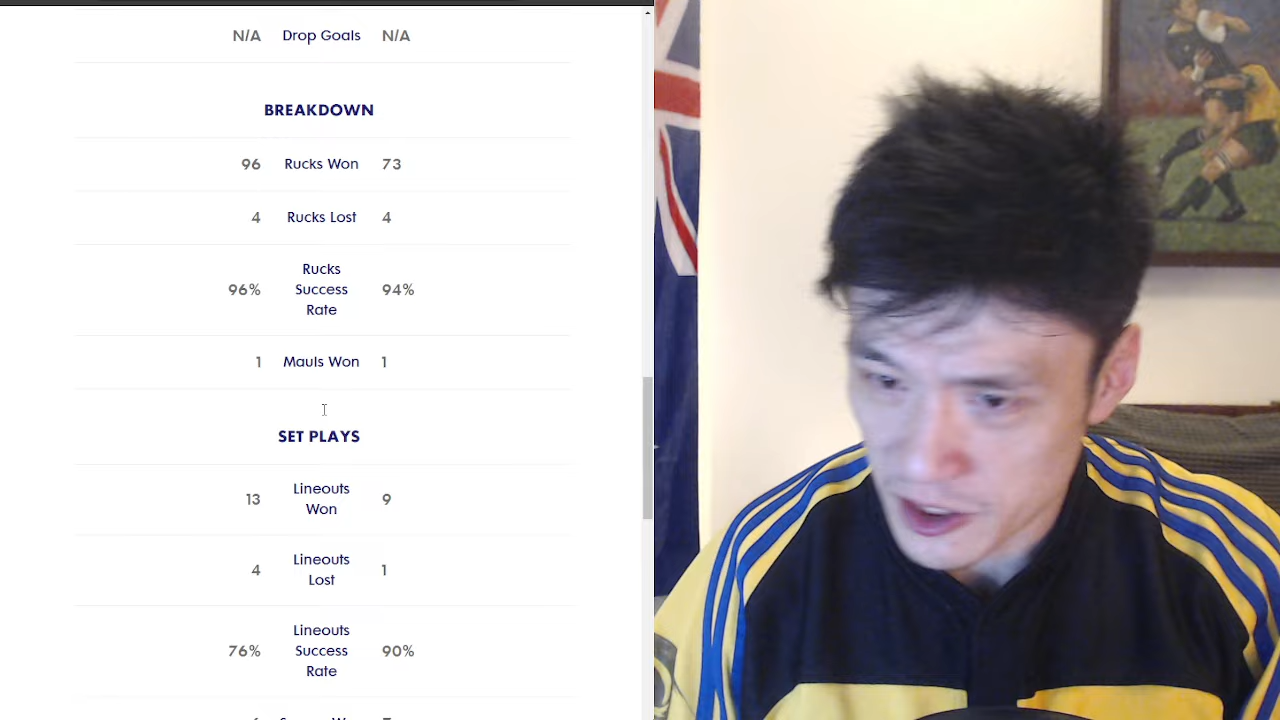 N/A Drop Goals N/A
BREAKDOWN
96 Rucks Won 73
4 Rucks Lost 4
Rucks
96% Success 94%
Rate
1 Mauls Won 1
SET PLAYS
Lineouts
13 9
Won
Lineouts
4 1
Lost
Lineouts
76% Success 90%
Rate